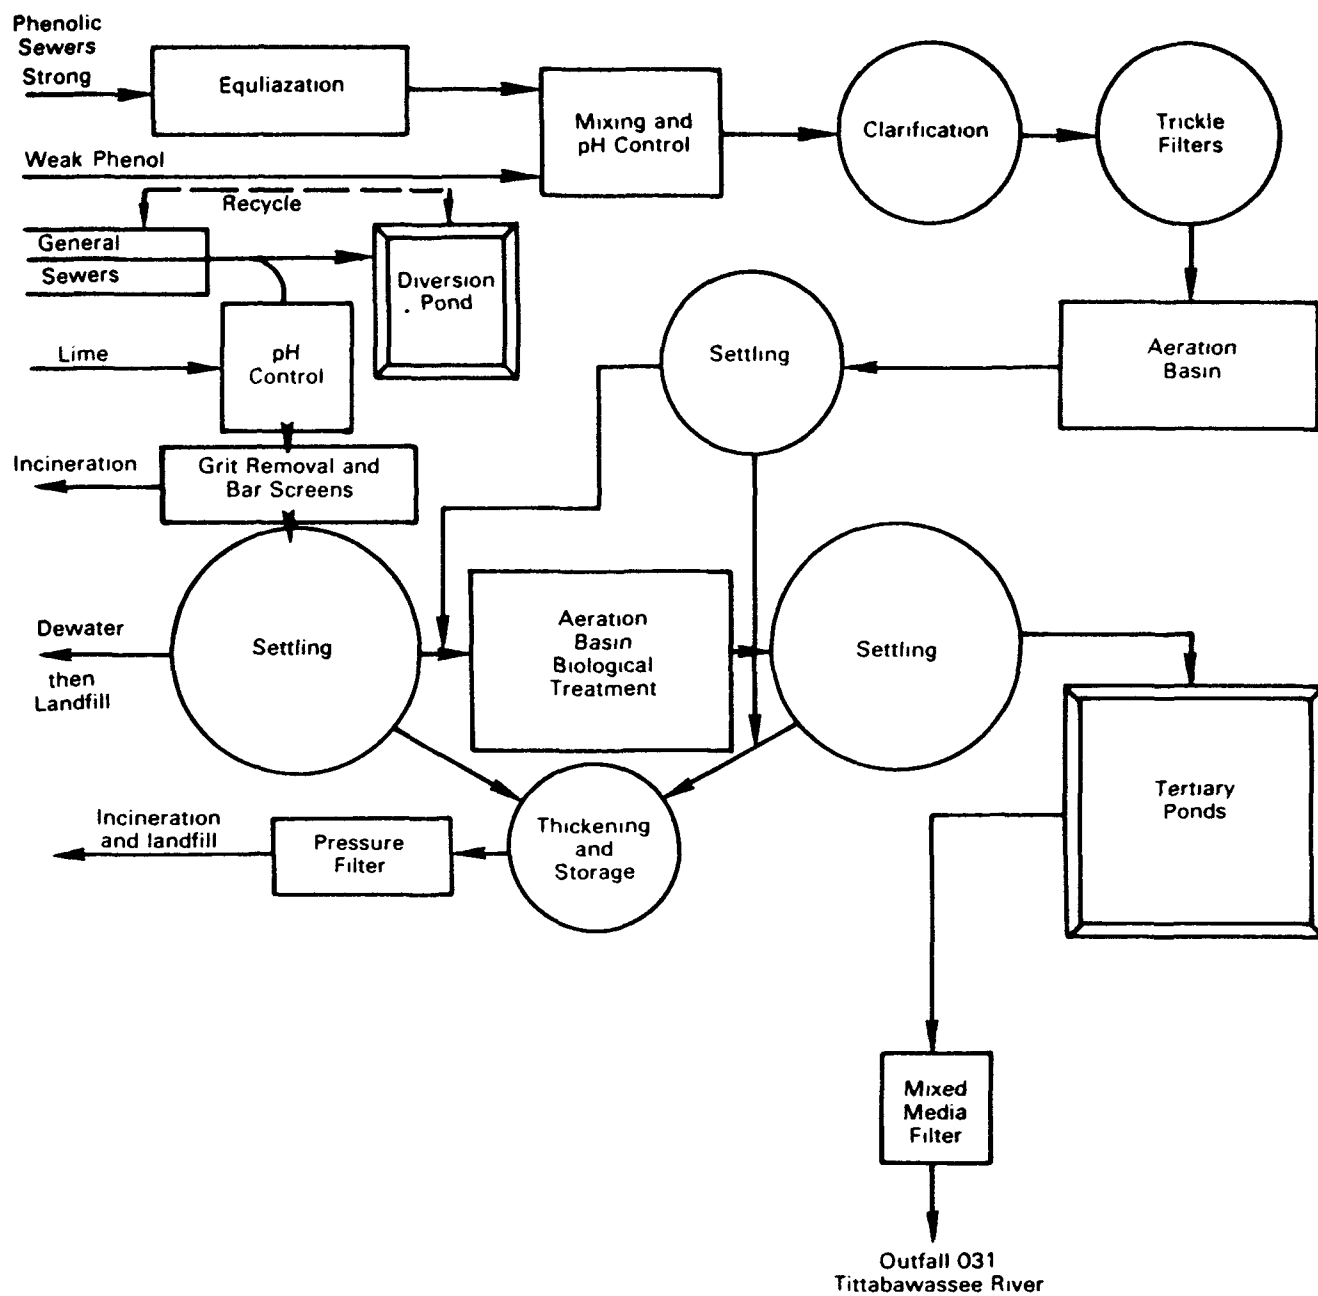 Phenolic
Sewers
Strong
Equliazation
Mixing and
pH Control
Clarification
Trickle
Filters
Weak Phenol
Recycle
General
Sewers
Diversion
Pond
Lime
pH
Control
Settling
Aeration
Basin
Incineration
Grit Removal and
Bar Screens
Dewater
then
Landfill
Settling
Aeration
Basin
Biological
Treatment
Settling
Tertiary
Ponds
Incineration
and landfill
Pressure
Filter
Thickening
and
Storage
Mixed
Media
Filter
Outfall 031
Tittabawassee River